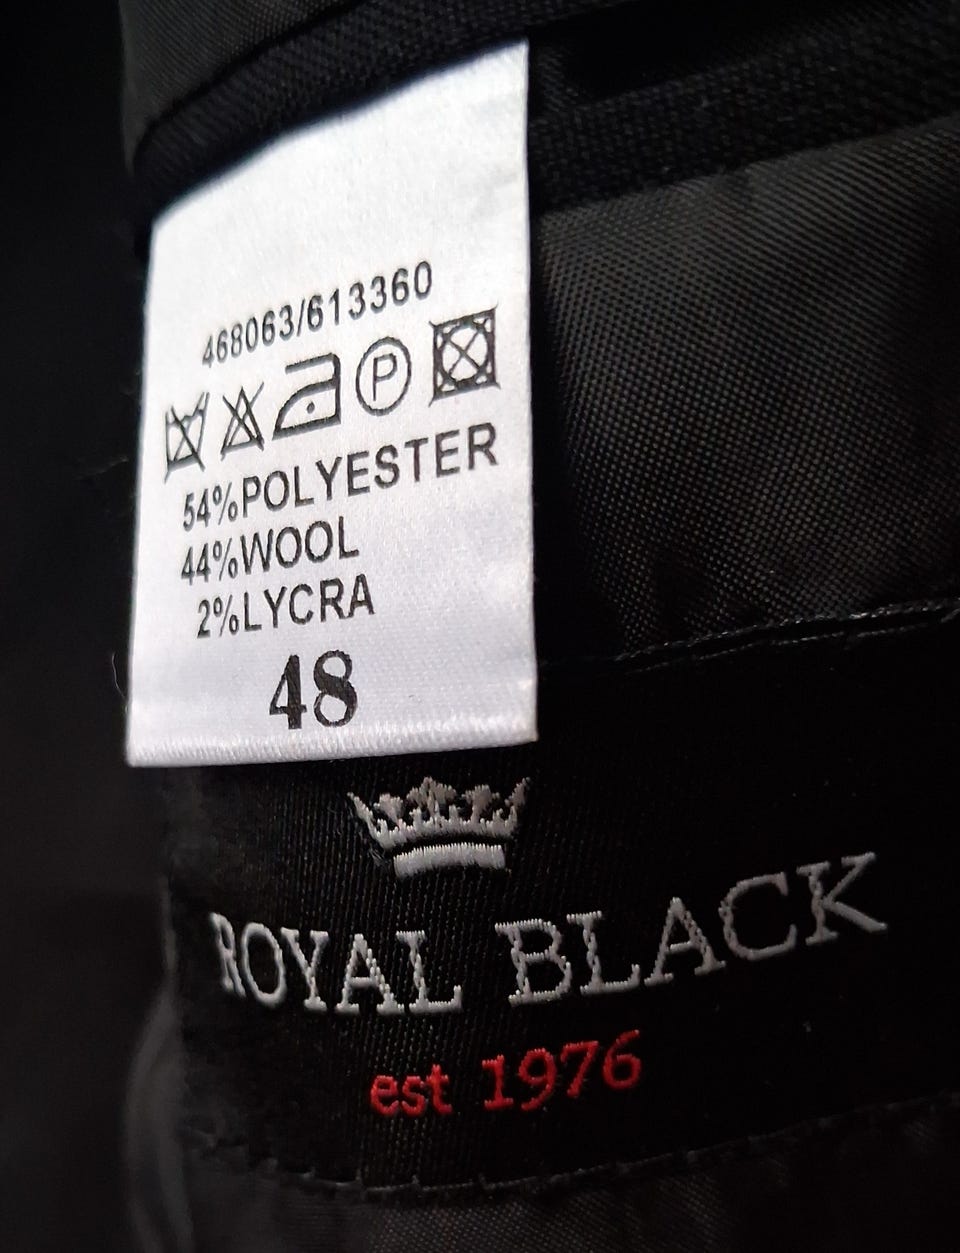 468063/613360
P
54%POLYESTER
44%WOOL
2%LYCRA
48
ROYAL BLACK
est 1976